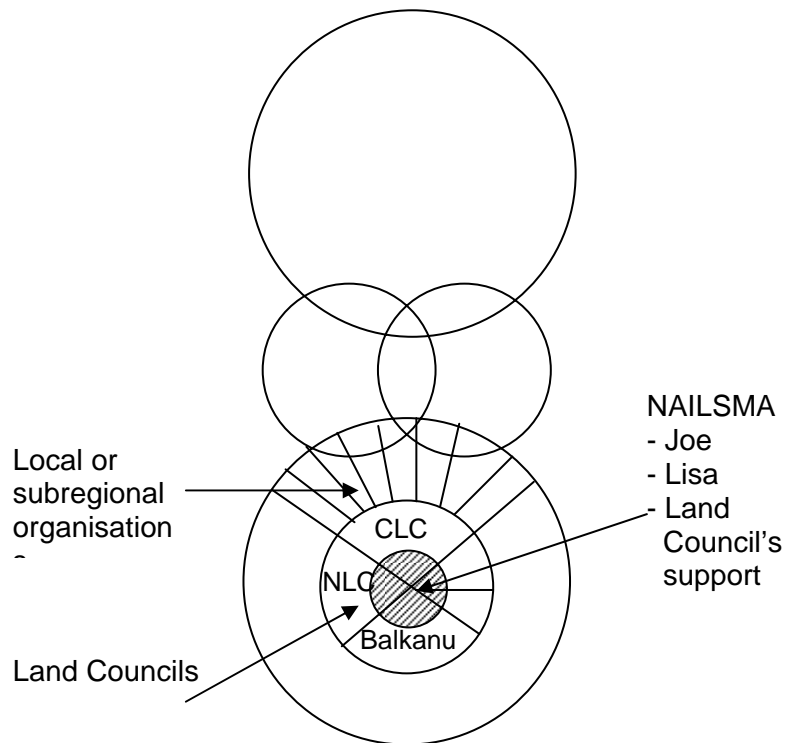 NAILSMA
- Joe
- Lisa
- Land
Council's
support
Local or
subregional
organisation
CLC
NLC
Balkanu
Land Councils